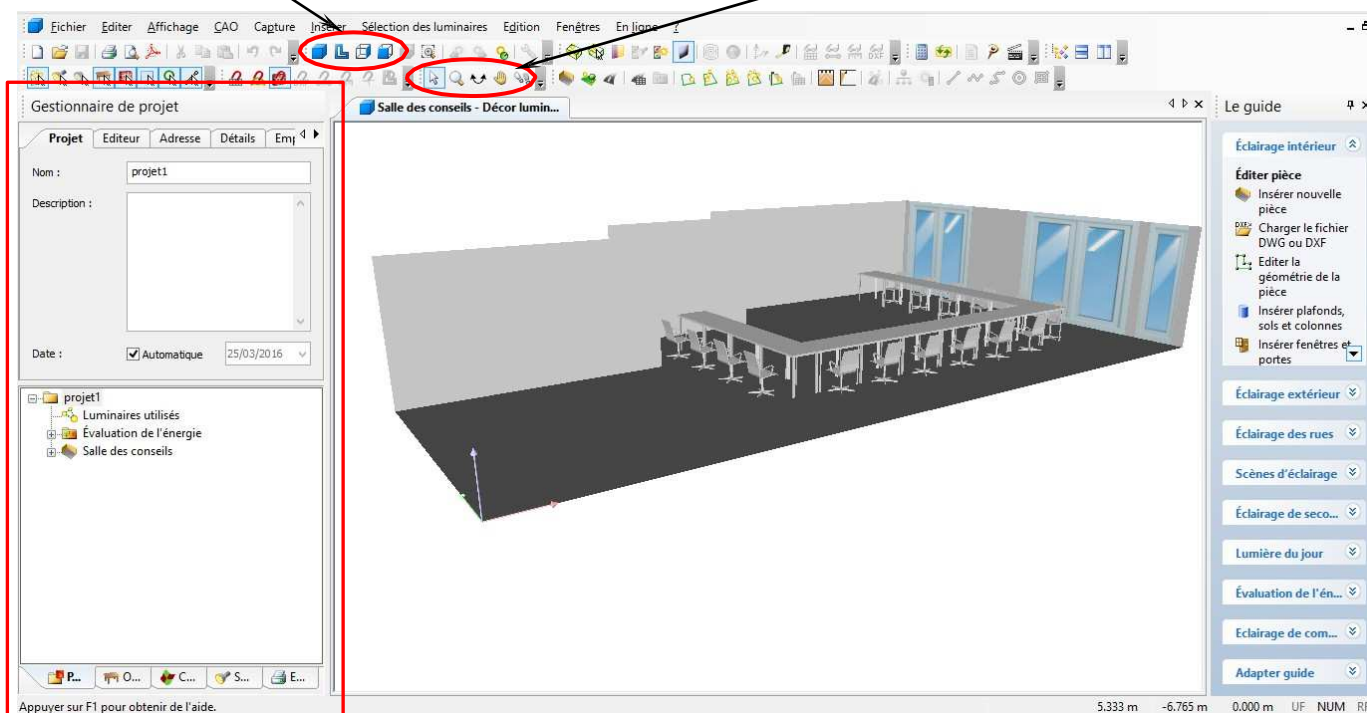 Fichier Editer Affichage CAO Capture Insérer Sélection des luminaires Edition Fenêtres En ligne ?
Gestionnaire de projet
Projet Editeur Adresse Détails
Nom :
projet1
Description :
Date :
Automatique
25/03/2016
projet1
Luminaires utilisés
Évaluation de l'énergie
Salle des conseils
P... O... C... S... E...
Appuyer sur F1 pour obtenir de l'aide.
Salle des conseils - Décor lumin...
Le guide
Éclairage intérieur
Éditer pièce
Insérer nouvelle
pièce
Charger le fichier
DWG ou DXF
Editer la
géométrie de la
pièce
Insérer plafonds,
sols et colonnes
Insérer fenêtres et
portes
Éclairage extérieur
Éclairage des rues
Scènes d'éclairage
Éclairage de seco...
Lumière du jour
Évaluation de l'én...
Eclairage de com...
Adapter guide
5.333 m -6.765 m 0.000 m UF NUM